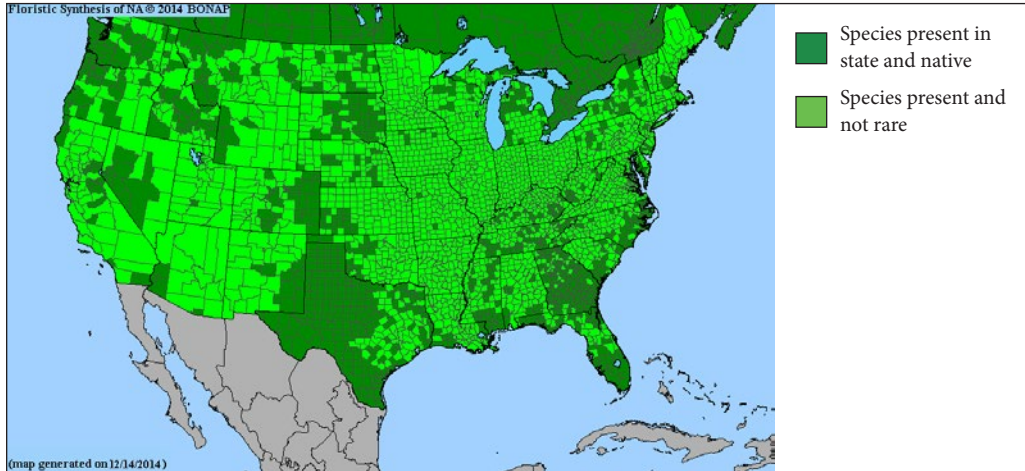 Floristic Synthesis of NA © 2014 BONAP
Species present in
state and native
Species present and
not rare
(map generated on 12/14/2014)